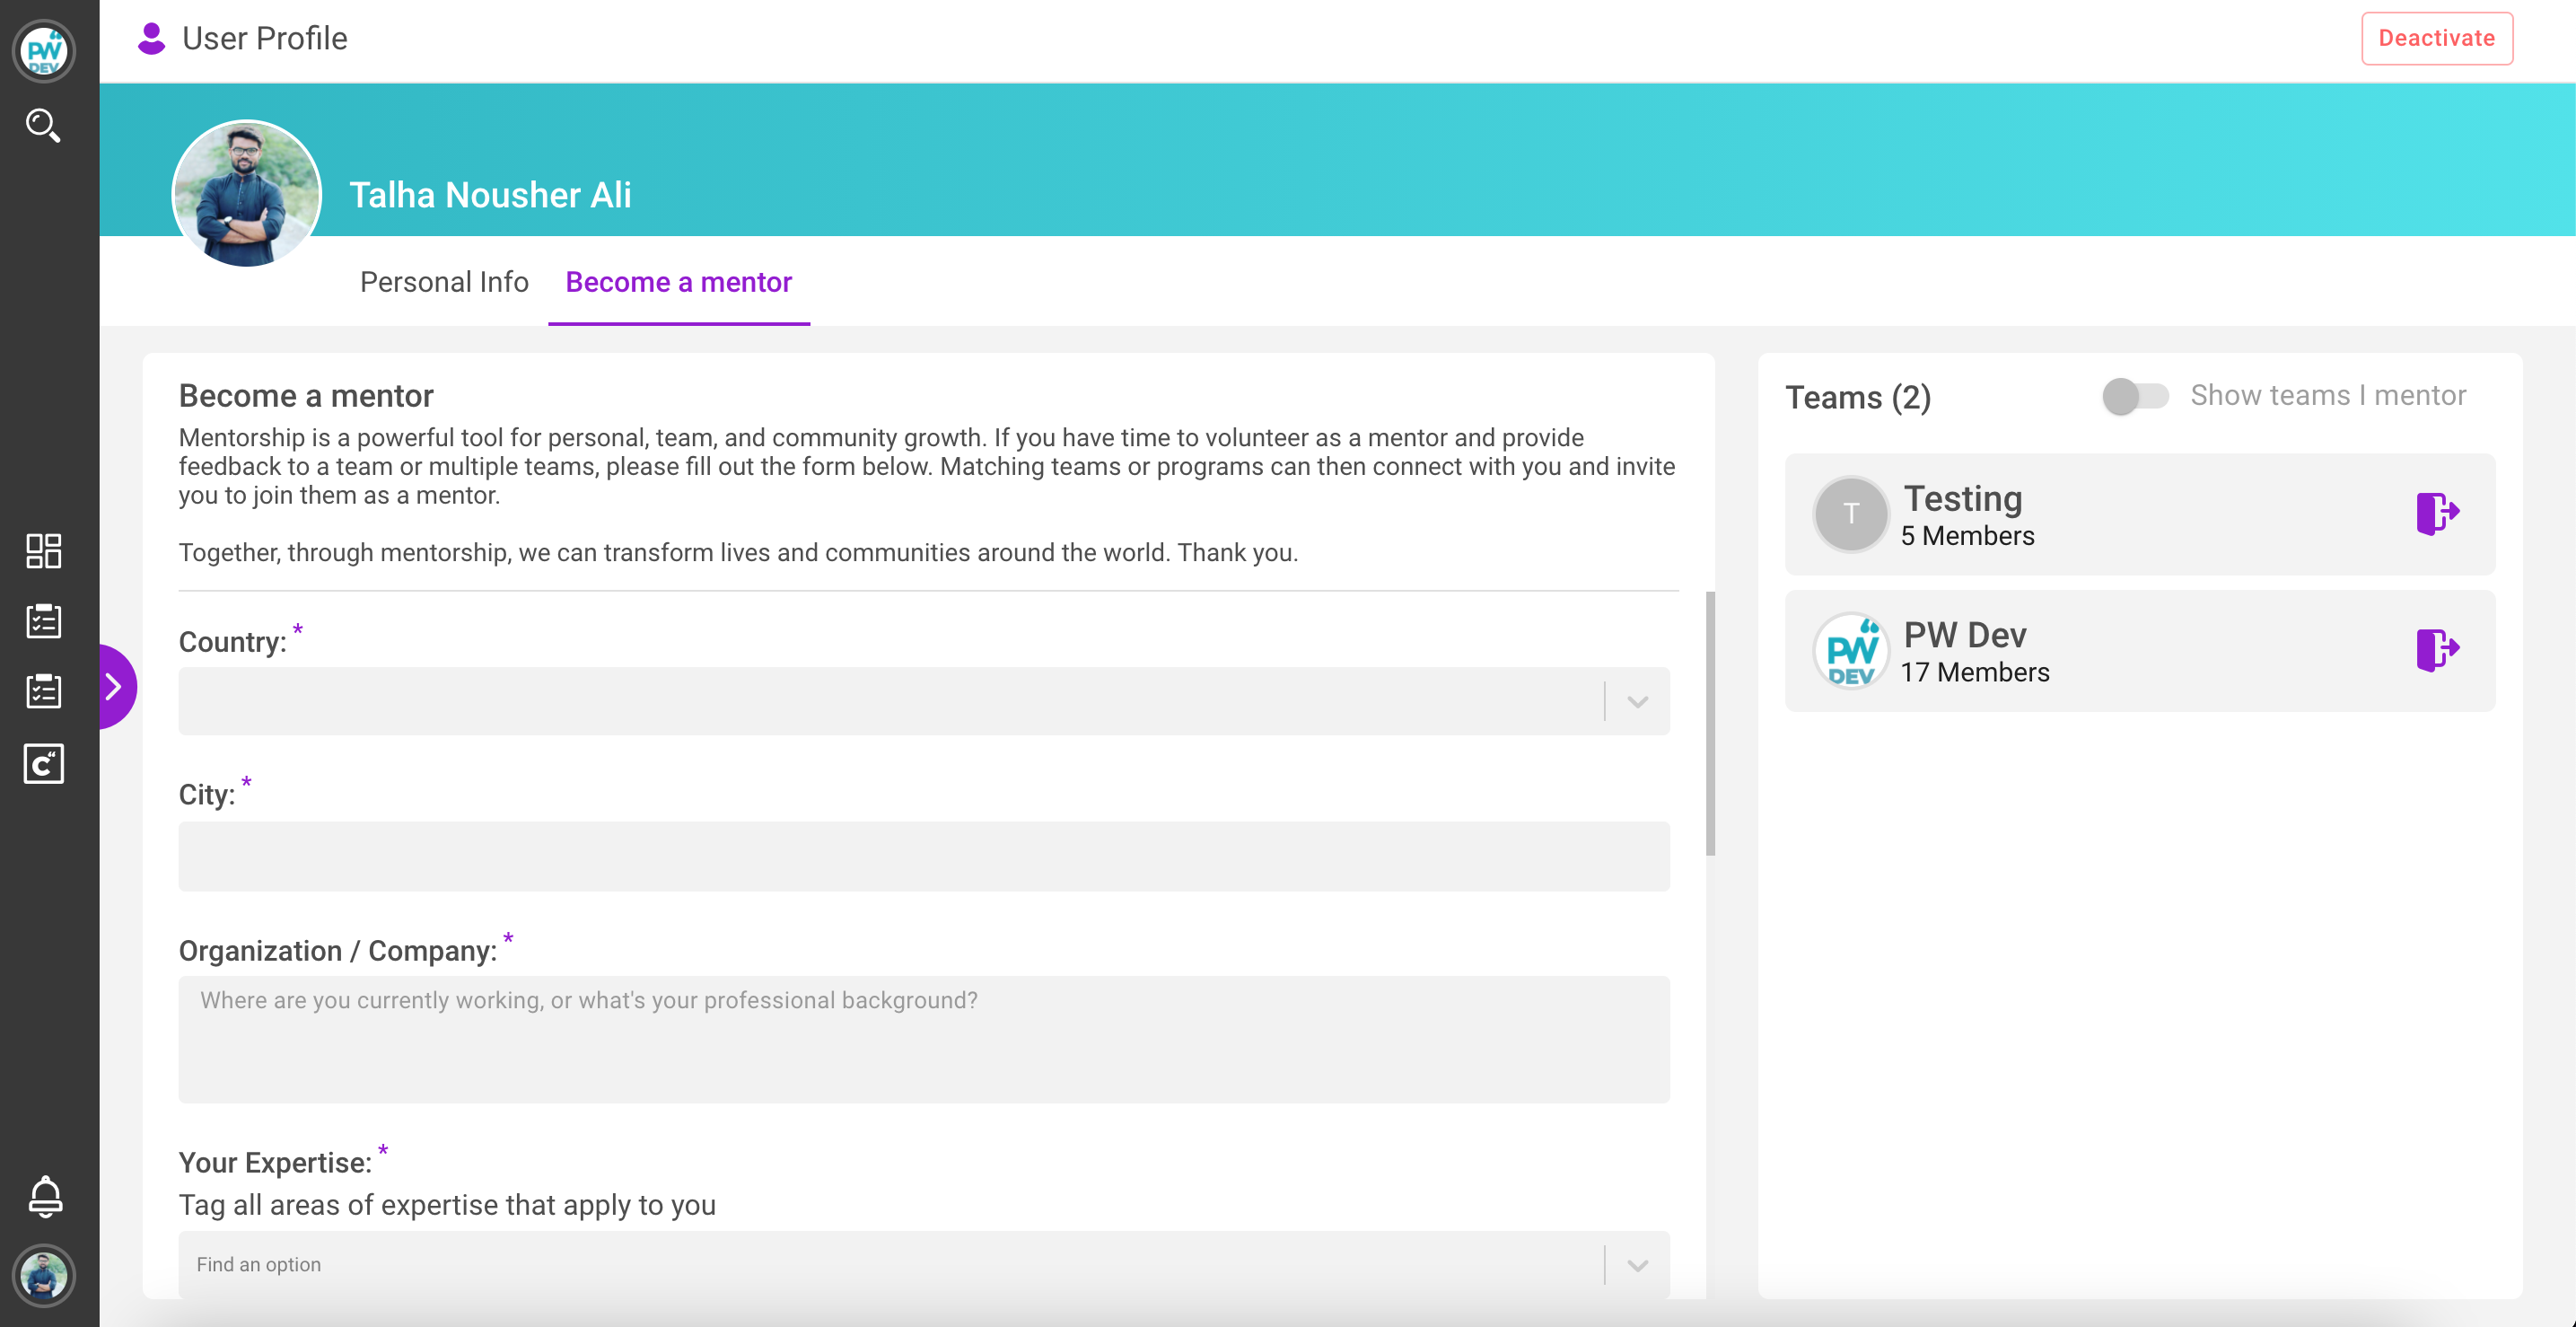 PW
DEV
User Profile
Deactivate
Talha Nousher Ali
Personal Info
Become a mentor
Become a mentor
Mentorship is a powerful tool for personal, team, and community growth. If you have time to volunteer as a mentor and provide
feedback to a team or multiple teams, please fill out the form below. Matching teams or programs can then connect with you and invite
you to join them as a mentor.
Together, through mentorship, we can transform lives and communities around the world. Thank you.
Country: *
City: *
Organization / Company: *
Where are you currently working, or what's your professional background?
Your Expertise: *
Tag all areas of expertise that apply to you
Find an option
Teams (2)
Show teams I mentor
T
Testing
5 Members
PW
DEV
PW Dev
17 Members
C"